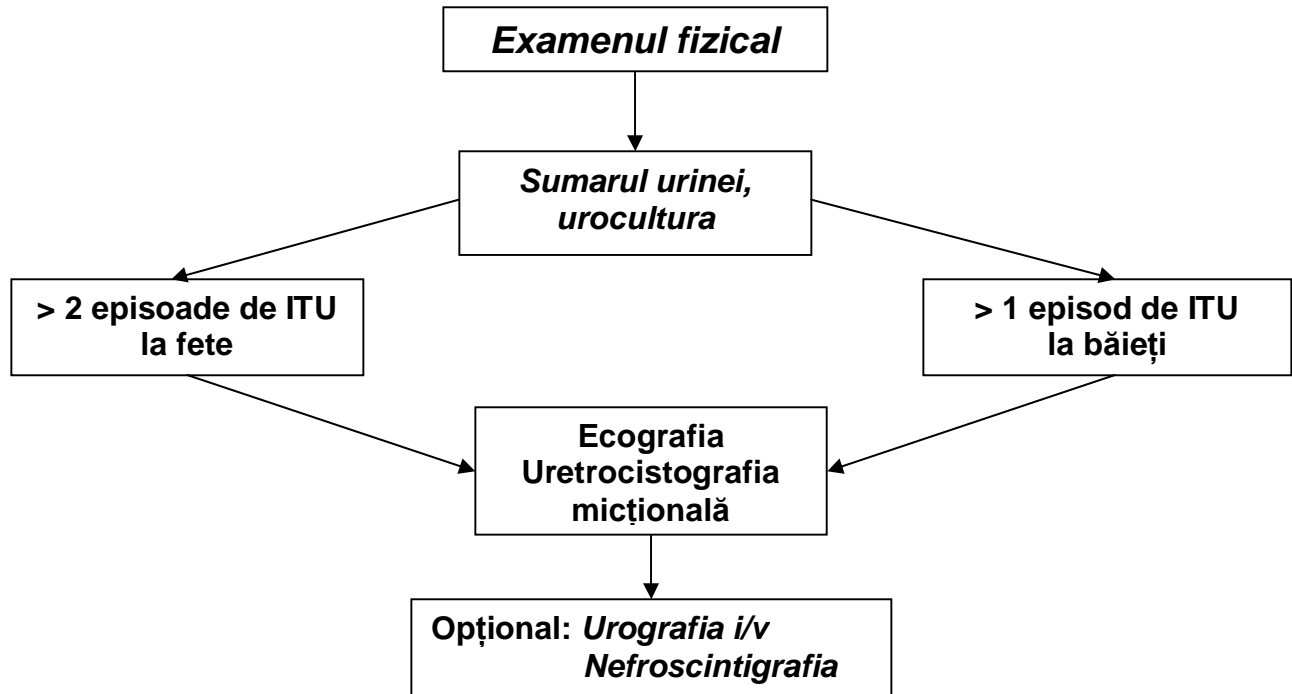 Examenul fizical
Sumarul urinei,
urocultura
> 2 episoade de ITU
la fete
> 1 episod de ITU
la băieți
Ecografia
Uretrocistografia
micțională
Opțional: Urografia i/v
Nefroscintigrafia